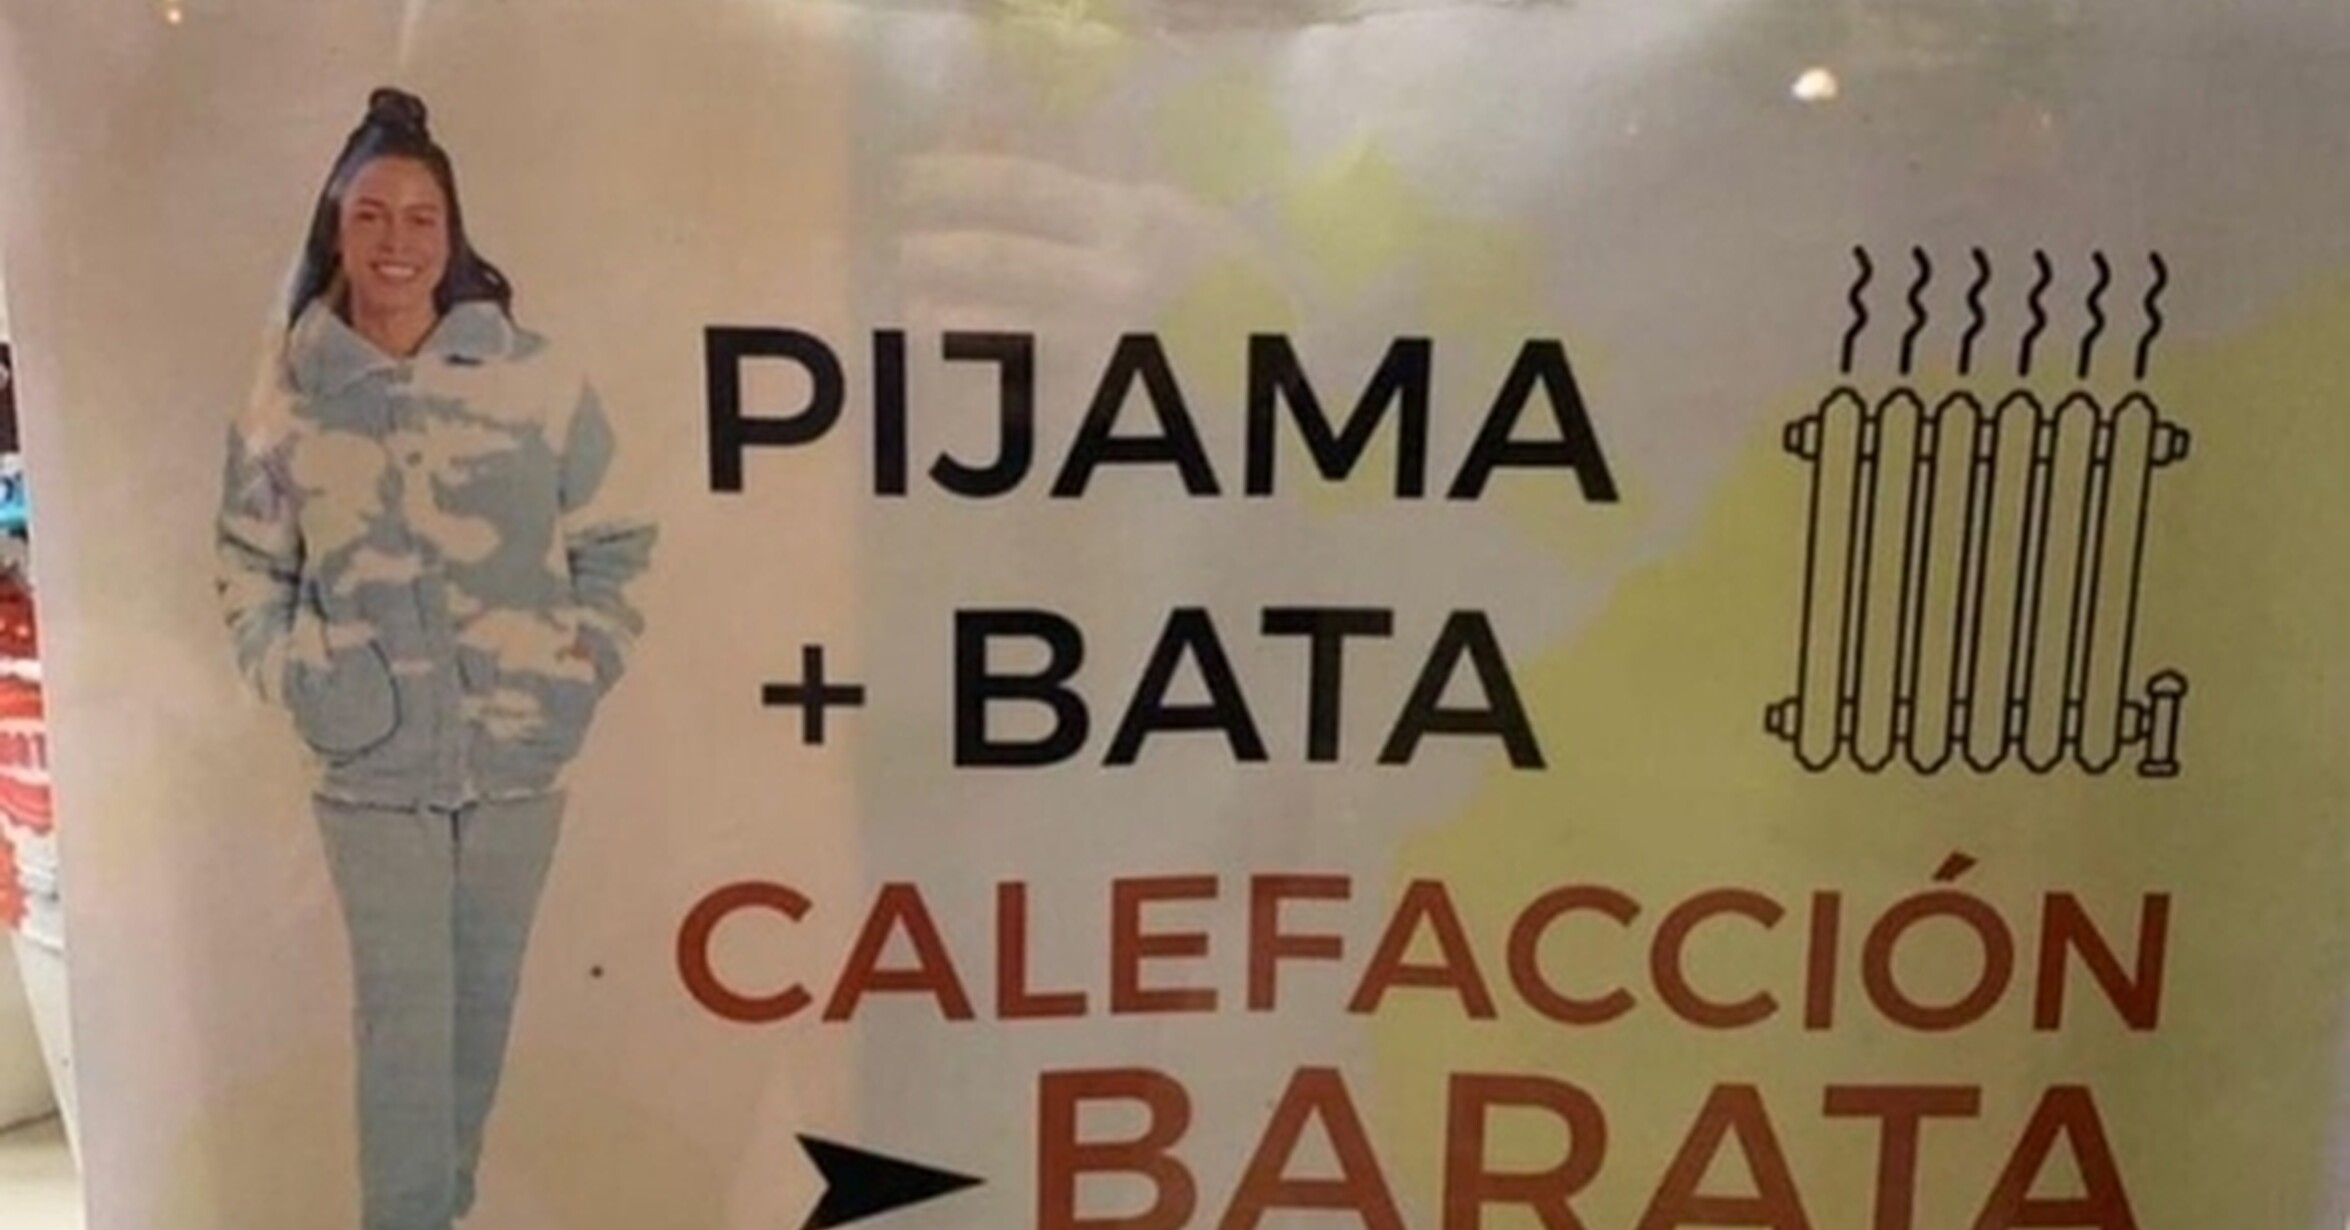 PIJAMA
+ BATA
CALEFACCIÓN
BARATA